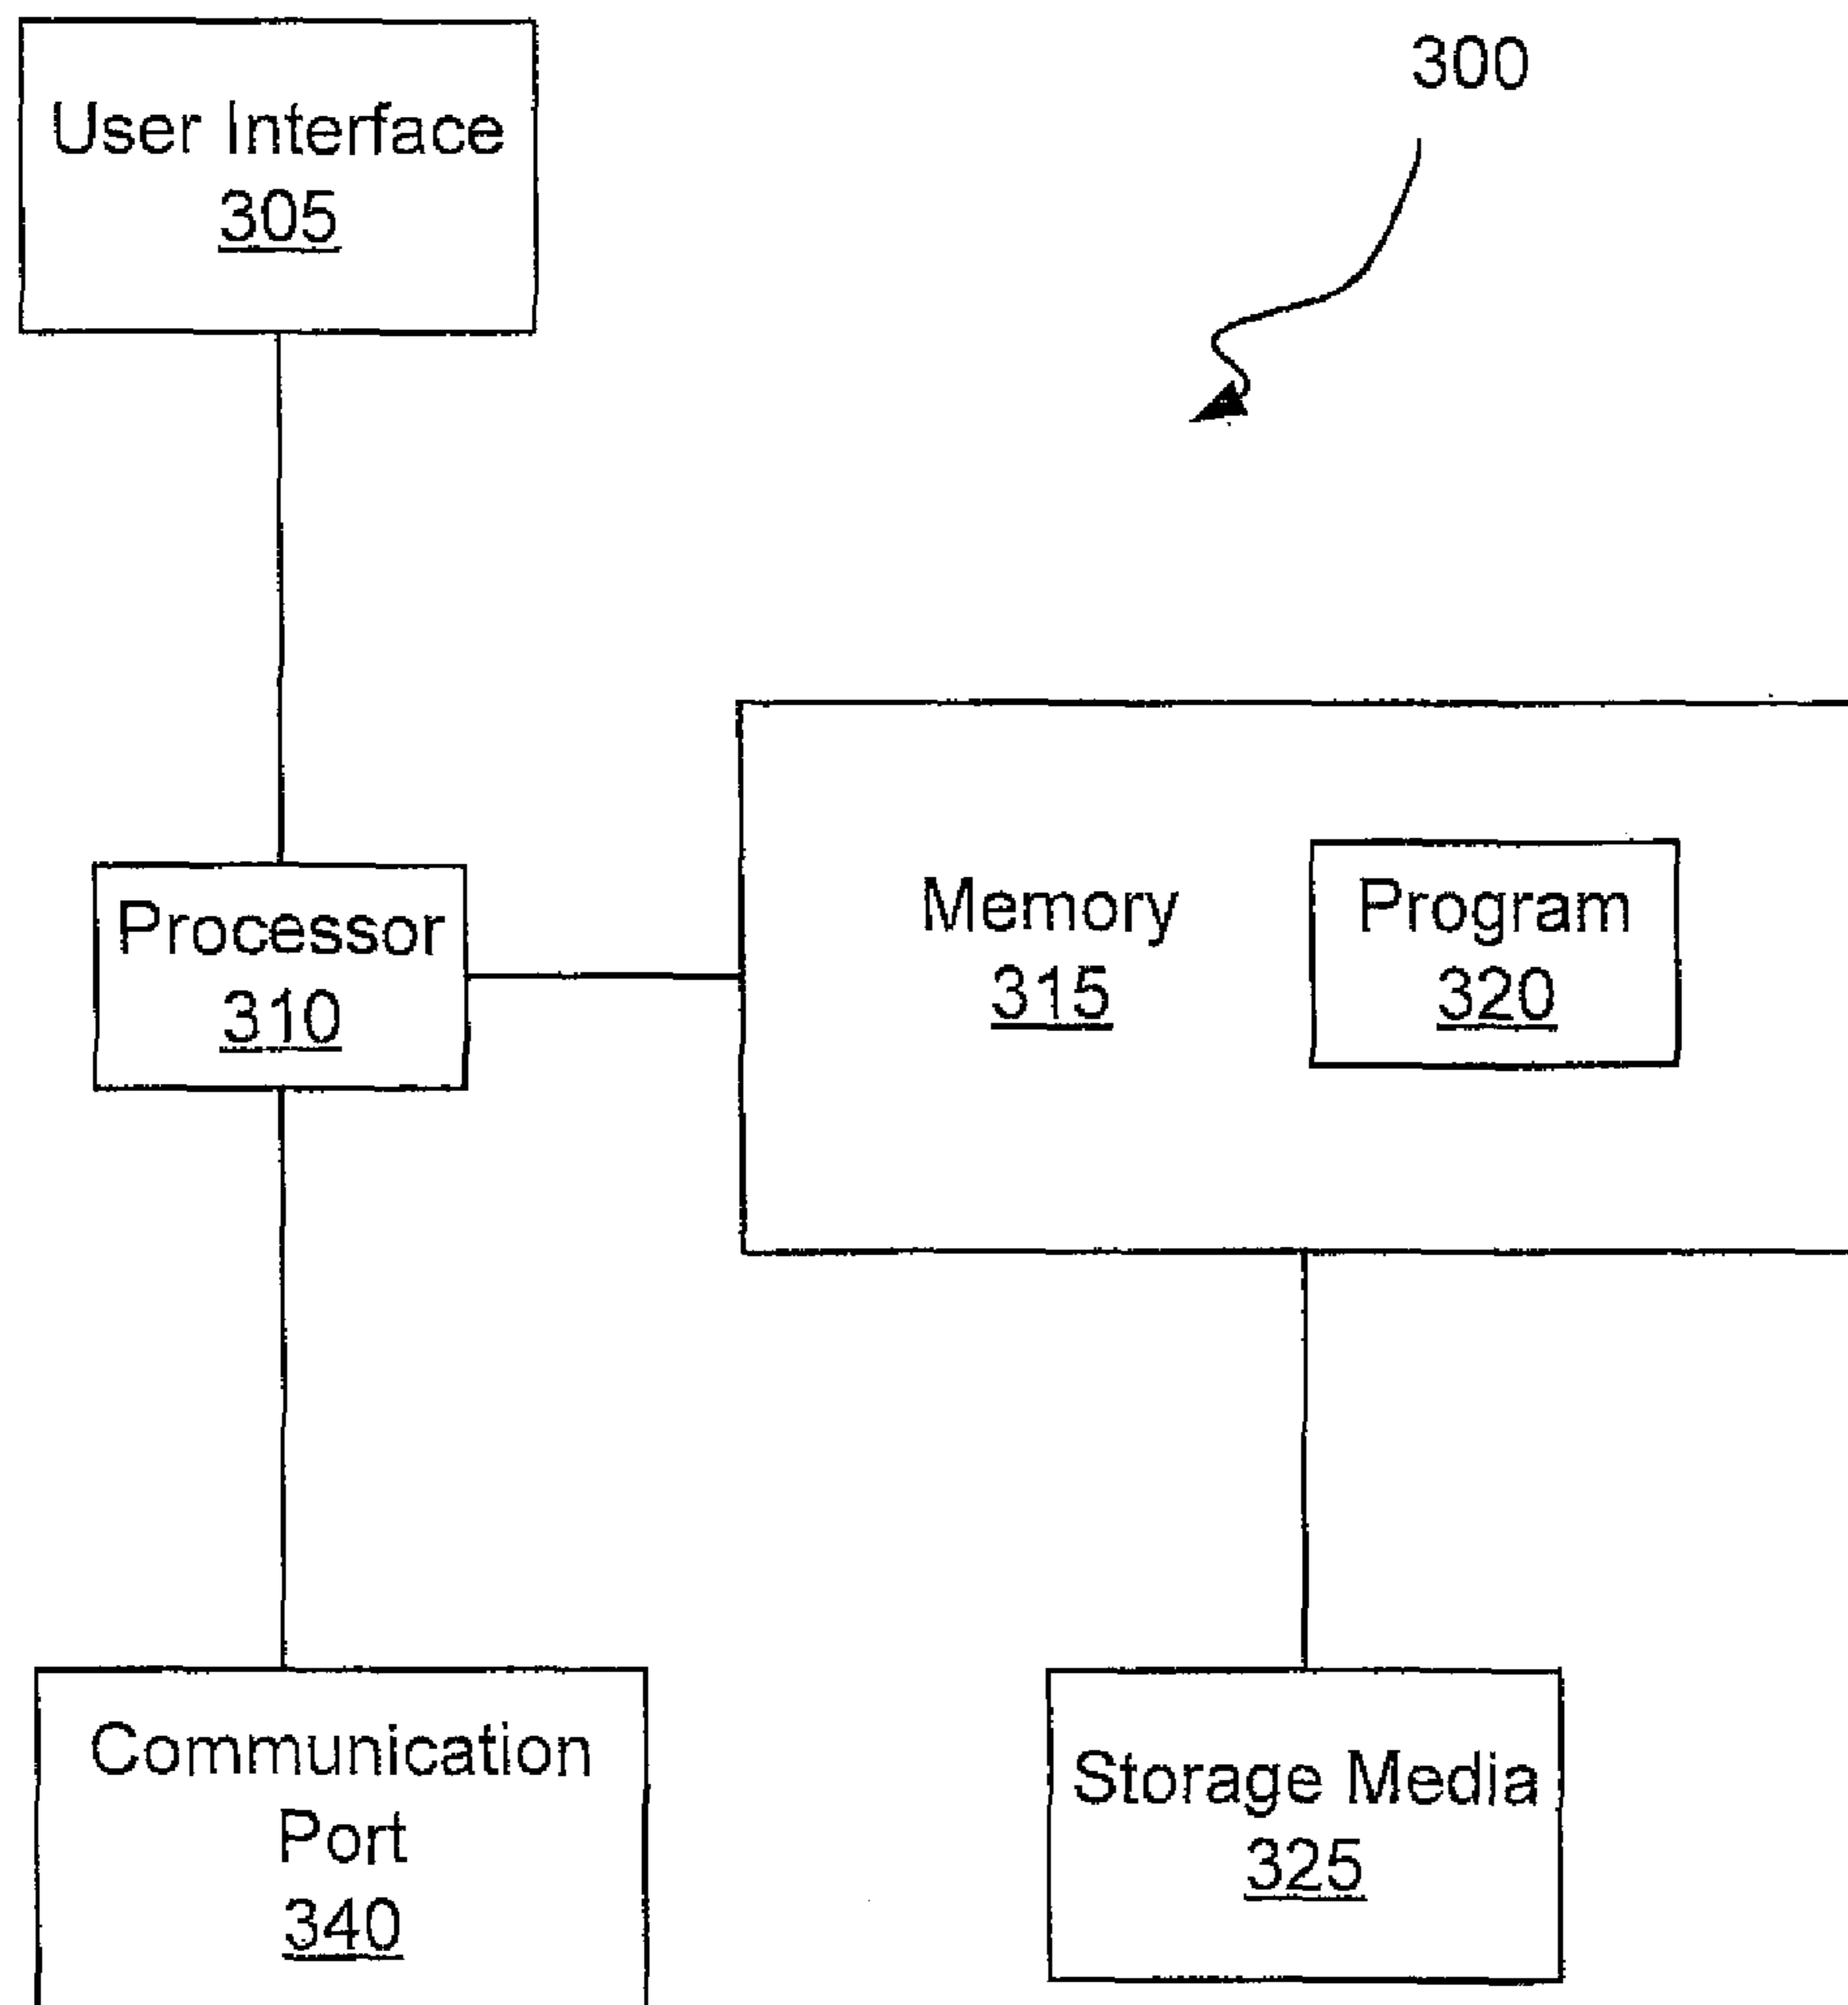 User Interface
305
300
Processor
310
Memory
315
Program
320
Communication
Port
340
Storage Media
325